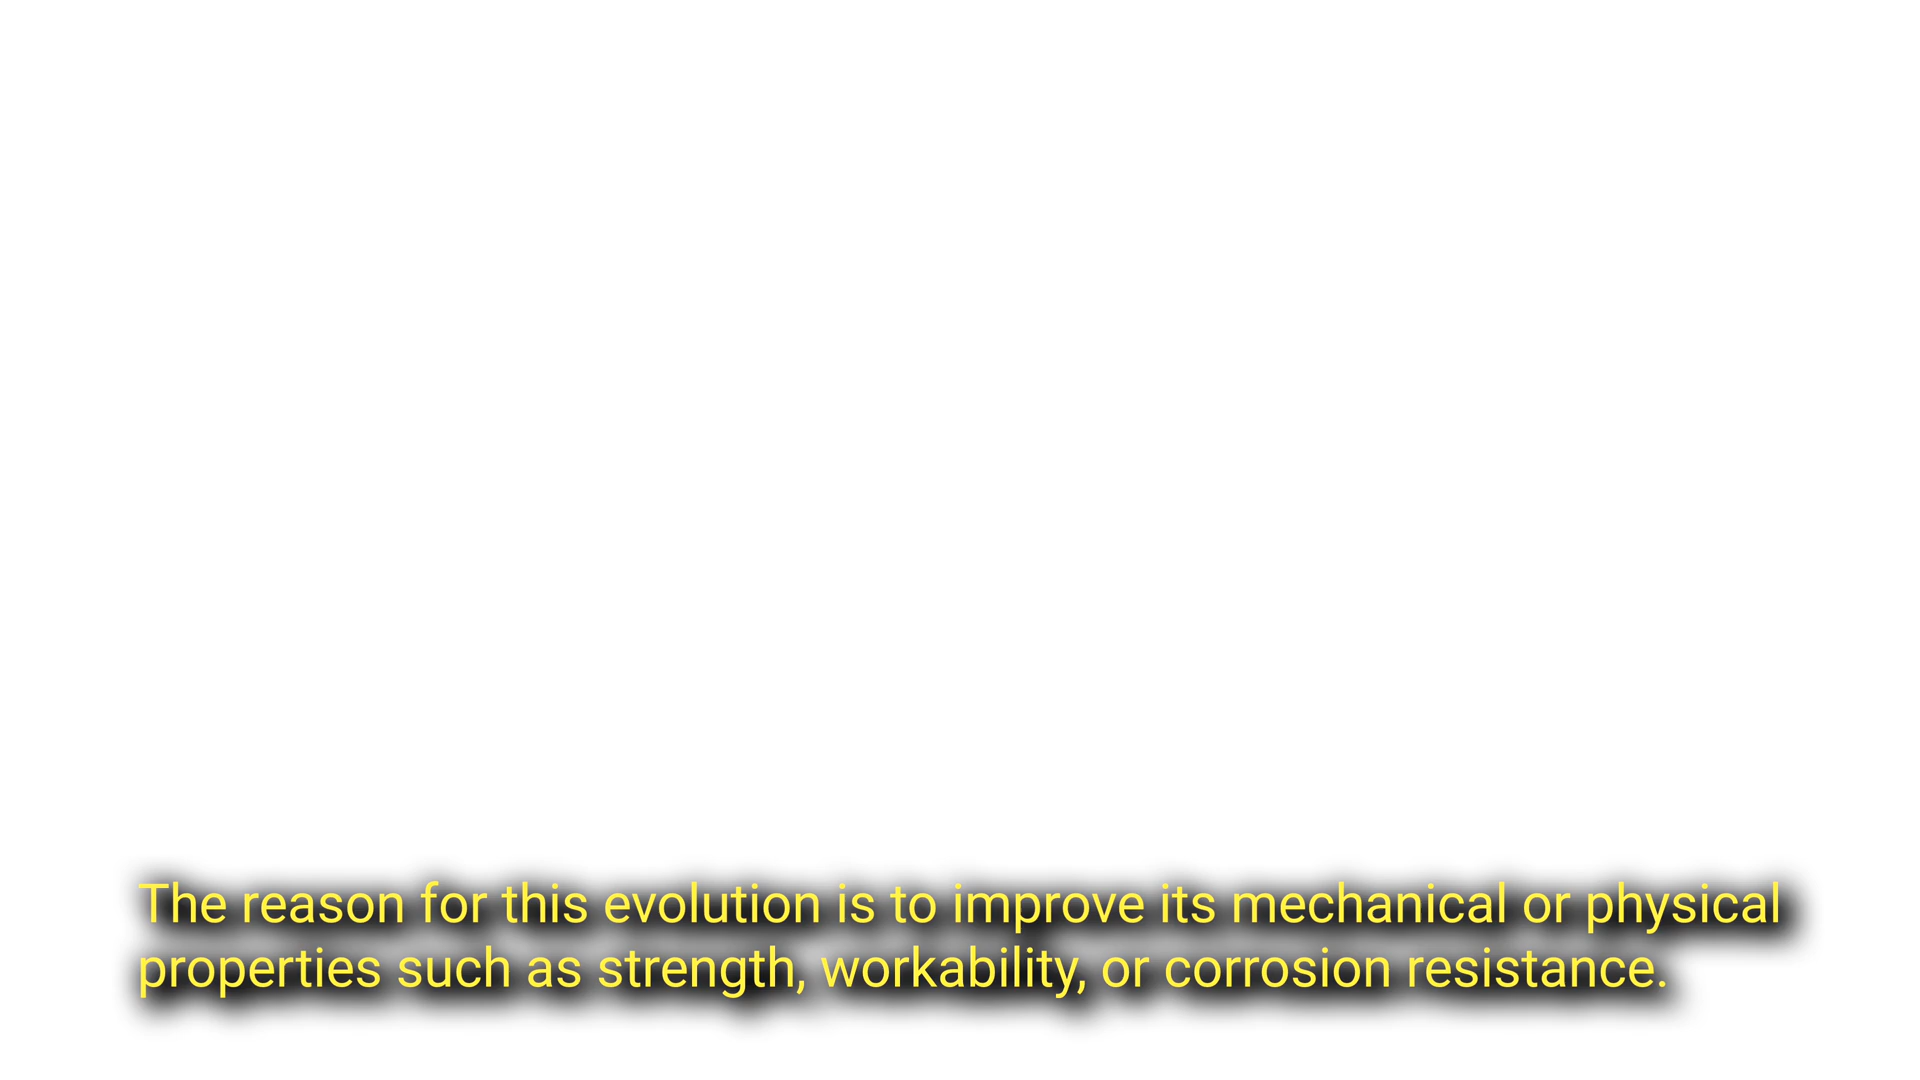 The reason for this evolution is to improve its mechanical or physical
properties such as strength, workability, or corrosion resistance.